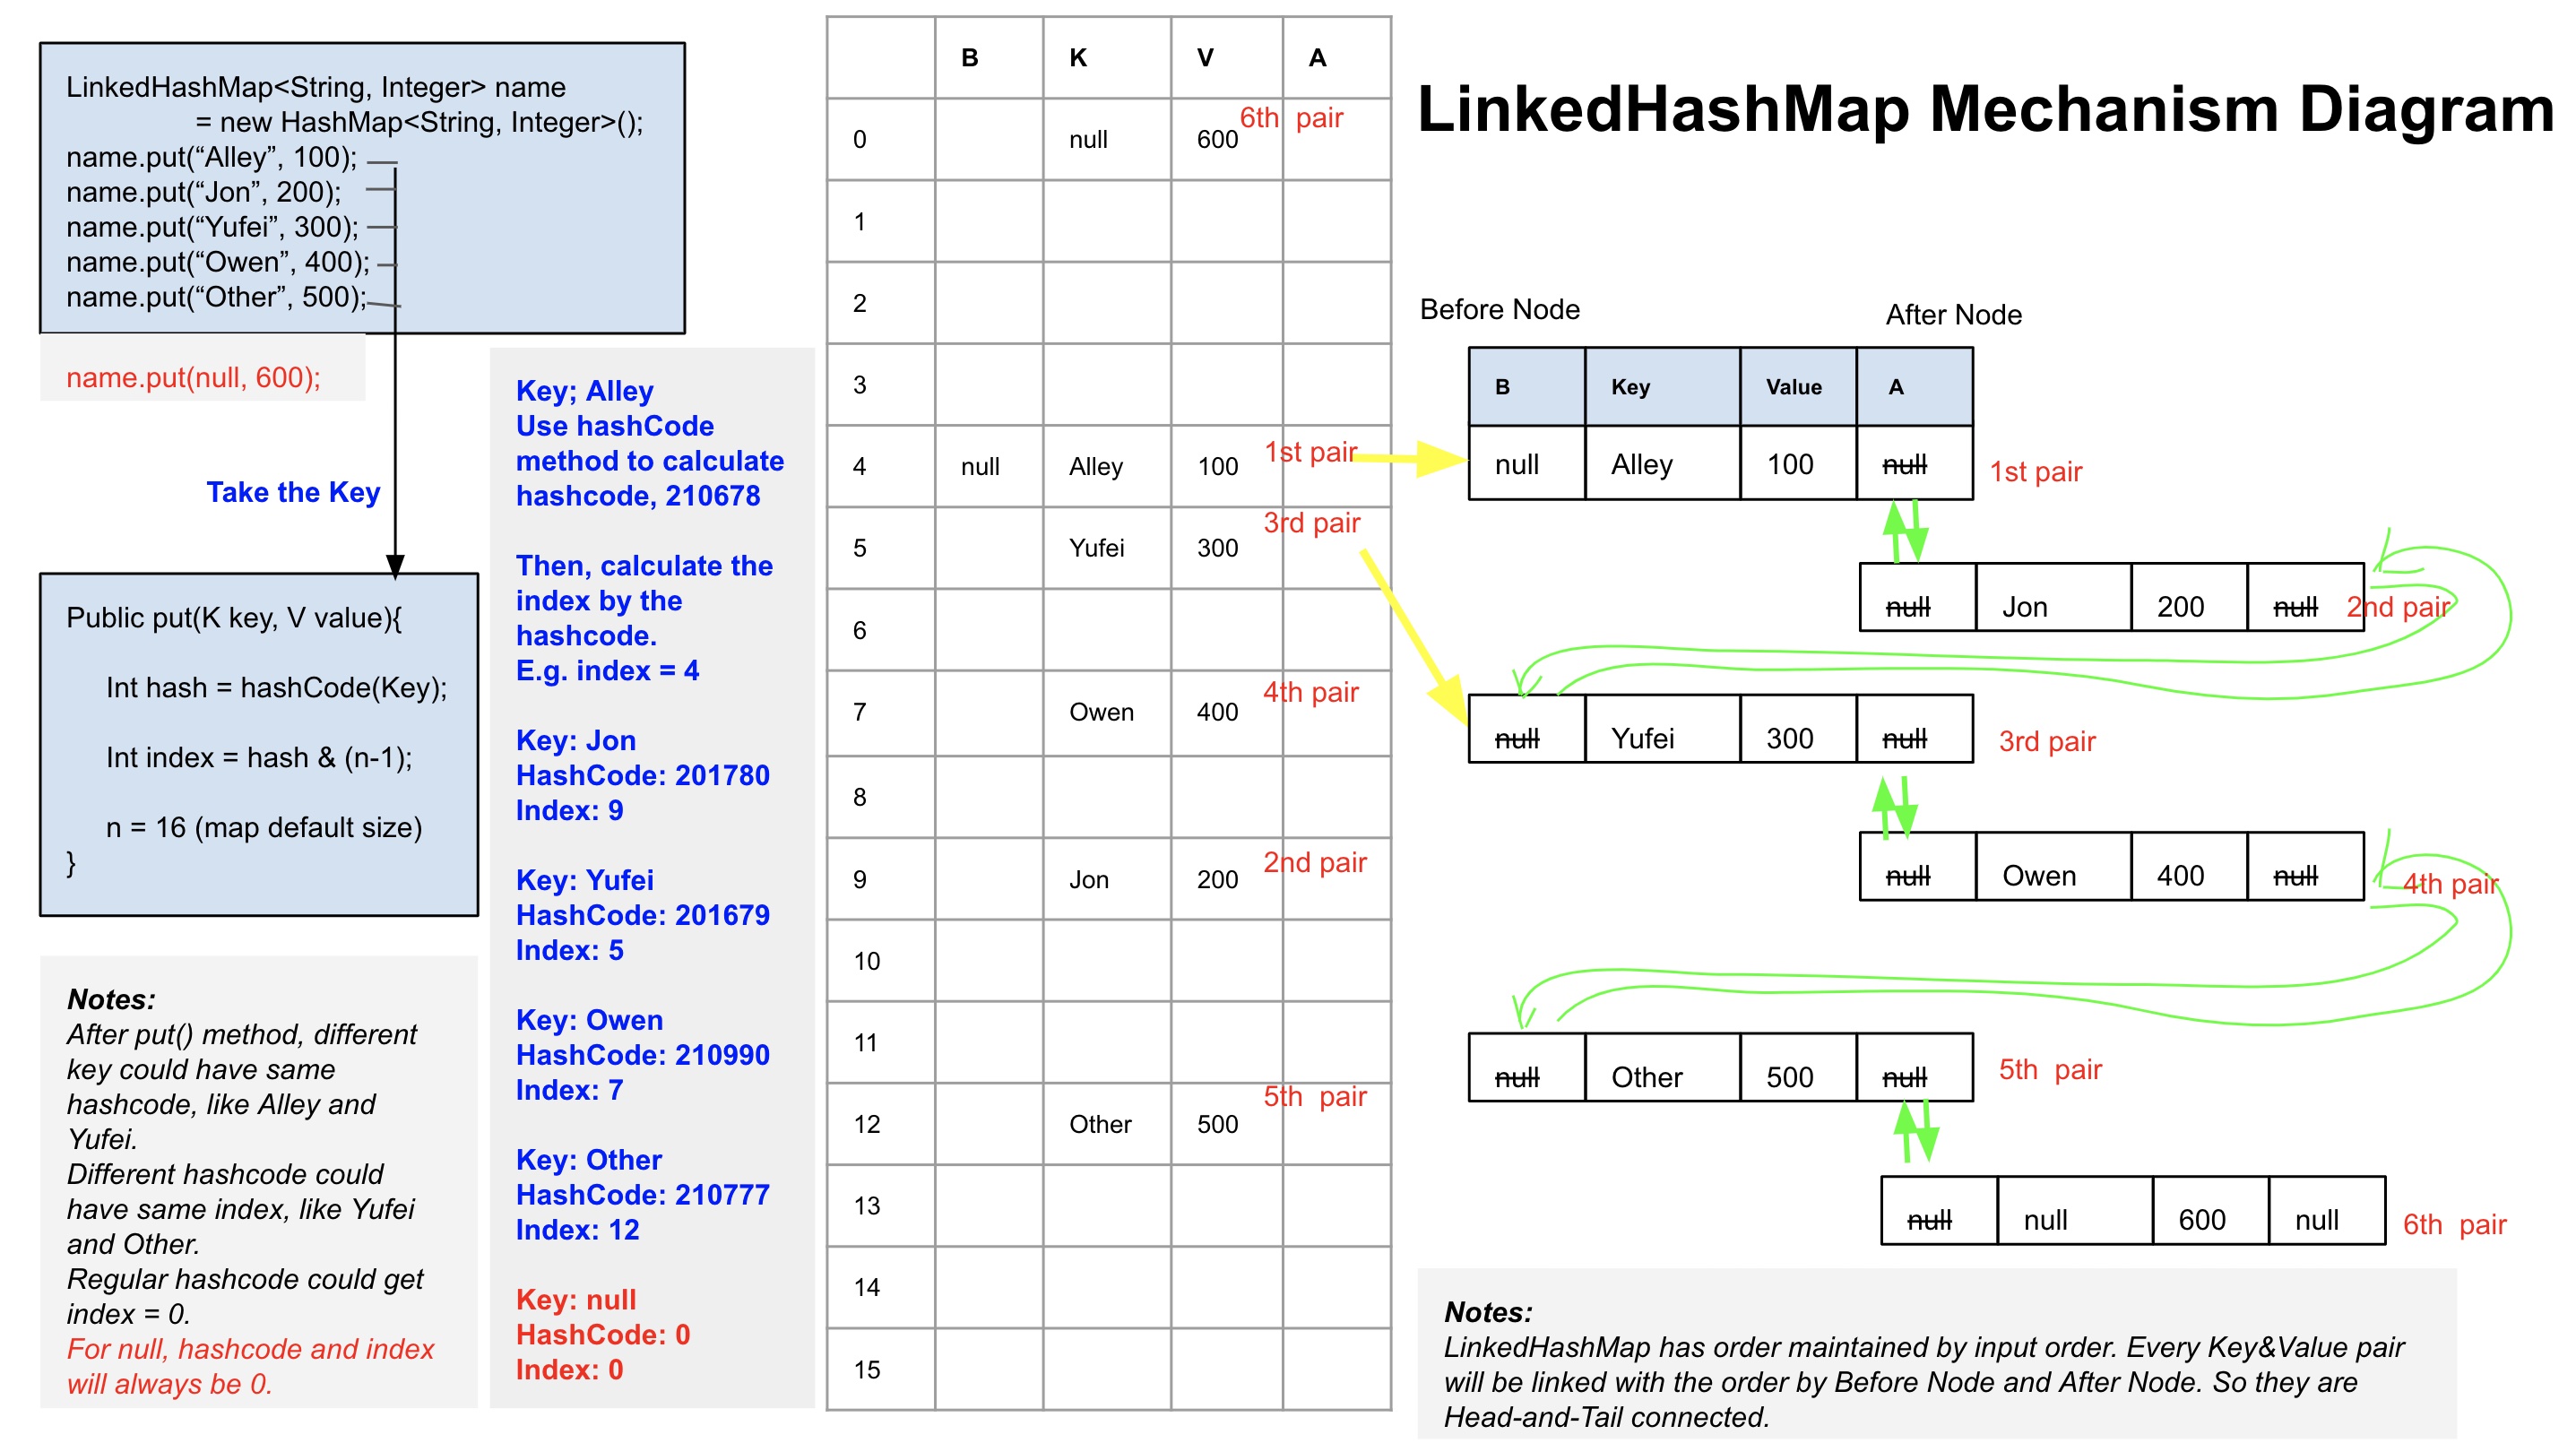 LinkedHashMap Mechanism Diagram
LinkedHashMap<String, Integer> name
= new HashMap<String, Integer>();
name.put(“Alley”, 100);
name.put(“Jon”, 200);
name.put(“Yufei”, 300);
name.put(“Owen”, 400);
name.put(“Other”, 500);
name.put(null, 600);
Take the Key
Public put(K key, V value){
Int hash = hashCode(Key);
Int index = hash & (n-1);
n = 16 (map default size)
}
Notes:
After put() method, different
key could have same
hashcode, like Alley and
Yufei.
Different hashcode could
have same index, like Yufei
and Other.
Regular hashcode could get
index = 0.
For null, hashcode and index
will always be 0.
Key; Alley
Use hashCode
method to calculate
hashcode, 210678
Then, calculate the
index by the
hashcode.
E.g. index = 4
Key: Jon
HashCode: 201780
Index: 9
Key: Yufei
HashCode: 201679
Index: 5
Key: Owen
HashCode: 210990
Index: 7
Key: Other
HashCode: 210777
Index: 12
Key: null
HashCode: 0
Index: 0
B K V A
0 null 600 6th pair
1
2
3
4 null Alley 100 1st pair
5 Yufei 300 3rd pair
6
7 Owen 400 4th pair
8
9 Jon 200 2nd pair
10
11
12 Other 500 5th pair
13
14
15
Before Node After Node
B Key Value A
null Alley 100 null 1st pair
null Jon 200 null 2nd pair
null Yufei 300 null 3rd pair
null Owen 400 null 4th pair
null Other 500 null 5th pair
null null 600 null 6th pair
Notes:
LinkedHashMap has order maintained by input order. Every Key&Value pair
will be linked with the order by Before Node and After Node. So they are
Head-and-Tail connected.